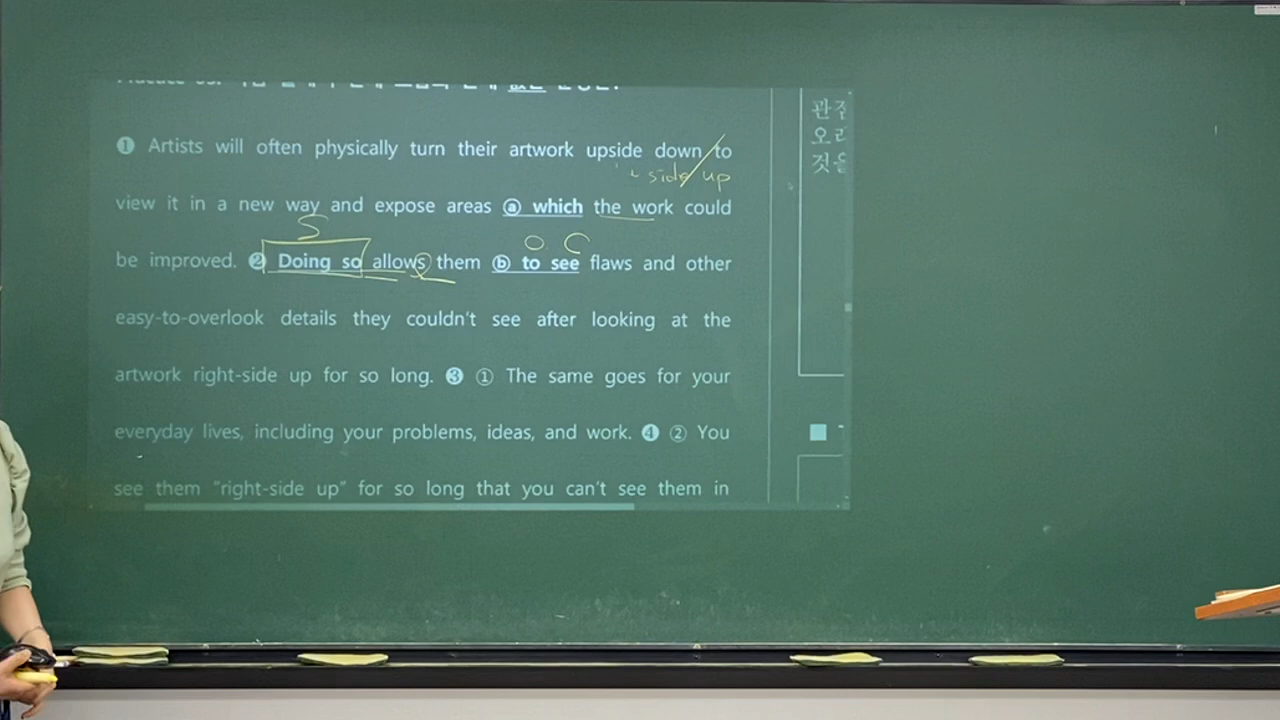 ❶ Artists will often physically turn their artwork upside down to
side up
view it in a new way and expose areas ⓐ which the work could
S
O. C
be improved. ❷ Doing so allows them ⓑ to see flaws and other
easy-to-overlook details they couldn't see after looking at the
artwork right-side up for so long. ❸ ① The same goes for your
everyday lives, including your problems, ideas, and work. ❹ ② You
see them "right-side up" for so long that you can't see them in
관점
오래
것을